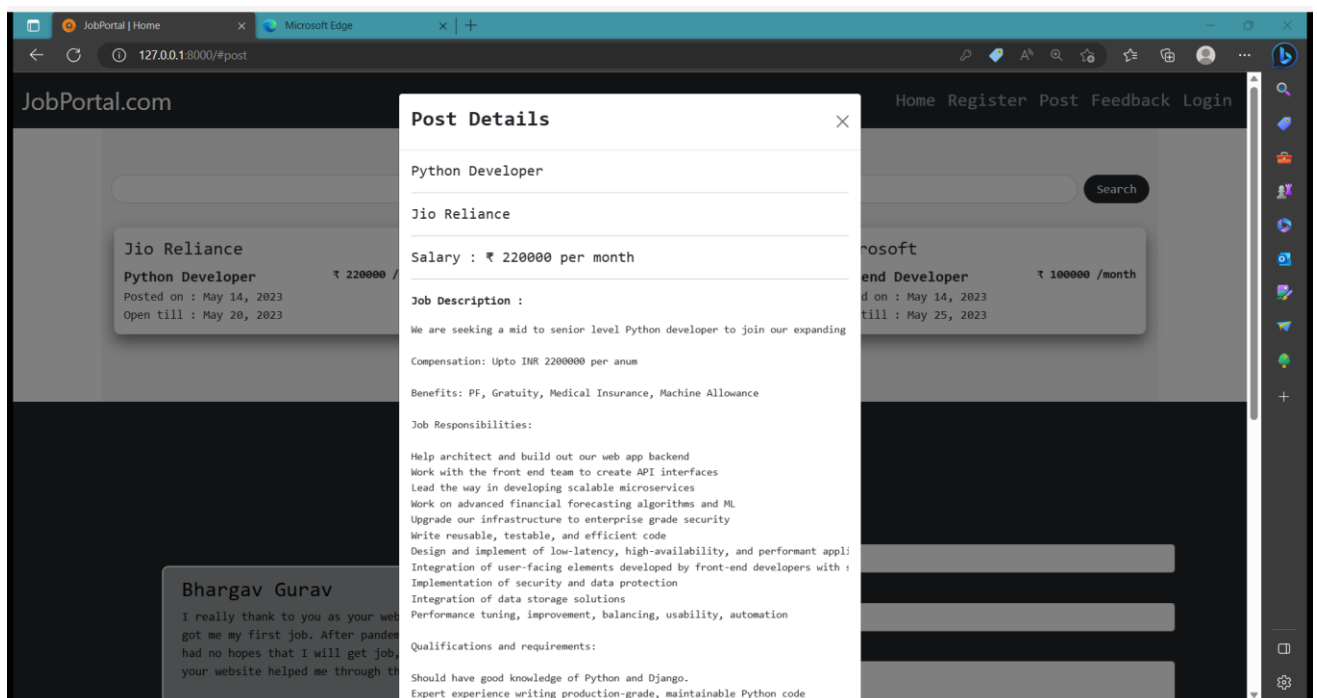 JobPortal | Home
Microsoft Edge
127.0.0.1:8000/#post
JobPortal.com
Home Register Post Feedback Login
Search
Jio Reliance
Python Developer
₹ 220000 /
Posted on : May 14, 2023
Open till : May 20, 2023
Post Details
Python Developer
Jio Reliance
Salary : ₹ 220000 per month
Job Description :
We are seeking a mid to senior level Python developer to join our expanding
Compensation: Upto INR 2200000 per anum
Benefits: PF, Gratuity, Medical Insurance, Machine Allowance
Job Responsibilities:
Help architect and build out our web app backend
Work with the front end team to create API interfaces
Lead the way in developing scalable microservices
Work on advanced financial forecasting algorithms and ML
Upgrade our infrastructure to enterprise grade security
Write reusable, testable, and efficient code
Design and implement of low-latency, high-availability, and performant appl
Integration of user-facing elements developed by front-end developers with
Implementation of security and data protection
Integration of data storage solutions
Performance tuning, improvement, balancing, usability, automation
Qualifications and requirements:
Should have good knowledge of Python and Django.
Expert experience writing production-grade, maintainable Python code
rosoft
end Developer
₹ 100000 /month
d on : May 14, 2023
till : May 25, 2023
Bhargav Gurav
I really thank to you as your web
got me my first job. After pandem
had no hopes that I will get job,
your website helped me through th